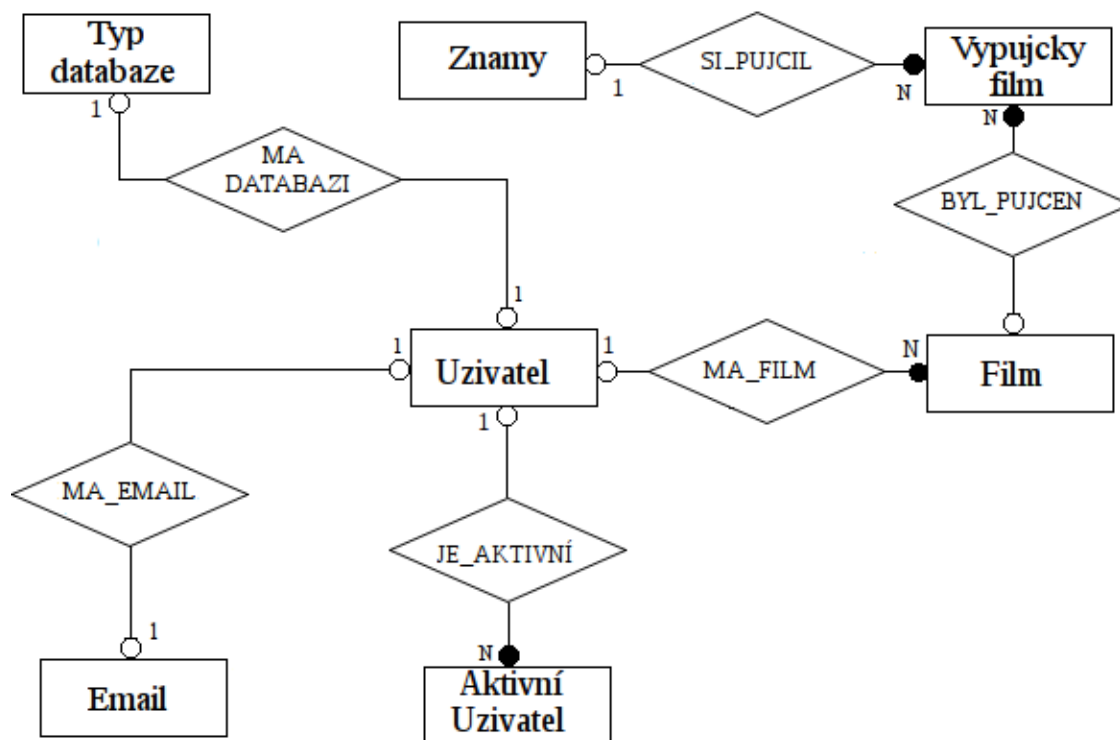 Typ
databaze
1
MA
DATABAZI
1
Znamy
1
SI_PUJCIL
N
Vypujcky
film
N
BYL_PUJCEN
1
Uzivatel
1
MA_FILM
N
Film
MA_EMAIL
1
Email
1
JE_AKTIVNÍ
N
Aktivní
Uzivatel